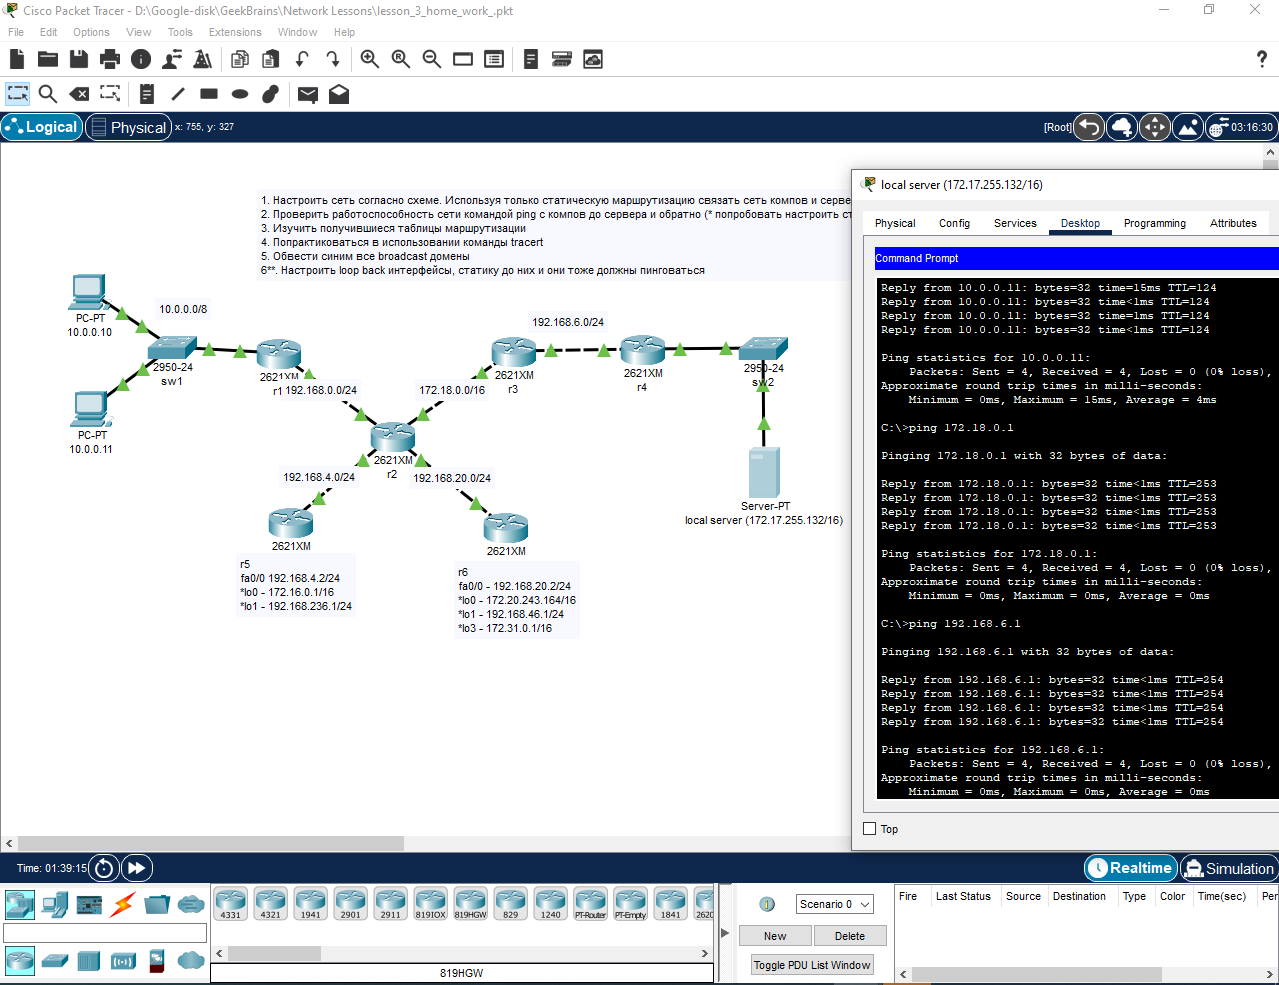 Cisco Packet Tracer - D:\Google-disk\GeekBrains\Network Lessons\lesson_3_home_work_.pkt
File Edit Options View Tools Extensions Window Help
Logical Physical x: 755, y: 327 [Root] 03:16:30
1. Настроить сеть согласно схеме. Используя только статическую маршрутизацию связать сеть компов и серве
2. Проверить работоспособность сети командой ping с компов до сервера и обратно (* попробовать настроить ст
3. Изучить получившиеся таблицы маршрутизации
4. Попрактиковаться в использовании команды tracert
5. Обвести синим все broadcast домены
6**. Настроить loop back интерфейсы, статику до них и они тоже должны пинговаться
PC-PT
10.0.0.10
10.0.0.0/8
2950-24
sw1
PC-PT
10.0.0.11
2621XM
r1
192.168.0.0/24
172.18.0.0/16
2621XM
r3
192.168.6.0/24
2621XM
r4
2950-24
sw2
2621XM
r2
192.168.4.0/24
192.168.20.0/24
Server-PT
local server (172.17.255.132/16)
2621XM
r5
fa0/0 192.168.4.2/24
*lo0 - 172.16.0.1/16
*lo1 - 192.168.236.1/24
2621XM
r6
fa0/0 - 192.168.20.2/24
*lo0 - 172.20.243.164/16
*lo1 - 192.168.46.1/24
*lo3 - 172.31.0.1/16
local server (172.17.255.132/16)
Physical Config Services Desktop Programming Attributes
Command Prompt
Reply from 10.0.0.11: bytes=32 time=15ms TTL=124
Reply from 10.0.0.11: bytes=32 time<1ms TTL=124
Reply from 10.0.0.11: bytes=32 time=1ms TTL=124
Reply from 10.0.0.11: bytes=32 time<1ms TTL=124
Ping statistics for 10.0.0.11:
Packets: Sent = 4, Received = 4, Lost = 0 (0% loss),
Approximate round trip times in milli-seconds:
Minimum = 0ms, Maximum = 15ms, Average = 4ms
C:\>ping 172.18.0.1
Pinging 172.18.0.1 with 32 bytes of data:
Reply from 172.18.0.1: bytes=32 time<1ms TTL=253
Reply from 172.18.0.1: bytes=32 time<1ms TTL=253
Reply from 172.18.0.1: bytes=32 time<1ms TTL=253
Reply from 172.18.0.1: bytes=32 time<1ms TTL=253
Ping statistics for 172.18.0.1:
Packets: Sent = 4, Received = 4, Lost = 0 (0% loss),
Approximate round trip times in milli-seconds:
Minimum = 0ms, Maximum = 0ms, Average = 0ms
C:\>ping 192.168.6.1
Pinging 192.168.6.1 with 32 bytes of data:
Reply from 192.168.6.1: bytes=32 time<1ms TTL=254
Reply from 192.168.6.1: bytes=32 time<1ms TTL=254
Reply from 192.168.6.1: bytes=32 time<1ms TTL=254
Reply from 192.168.6.1: bytes=32 time<1ms TTL=254
Ping statistics for 192.168.6.1:
Packets: Sent = 4, Received = 4, Lost = 0 (0% loss),
Approximate round trip times in milli-seconds:
Minimum = 0ms, Maximum = 0ms, Average = 0ms
Top
Time: 01:39:15 Realtime Simulation
4331 4321 1941 2901 2911 819IOX 819HGW 829 1240 PT-Router PT-Empty 1841 2620
819HGW
Scenario 0
New Delete
Toggle PDU List Window
Fire Last Status Source Destination Type Color Time(sec) Per